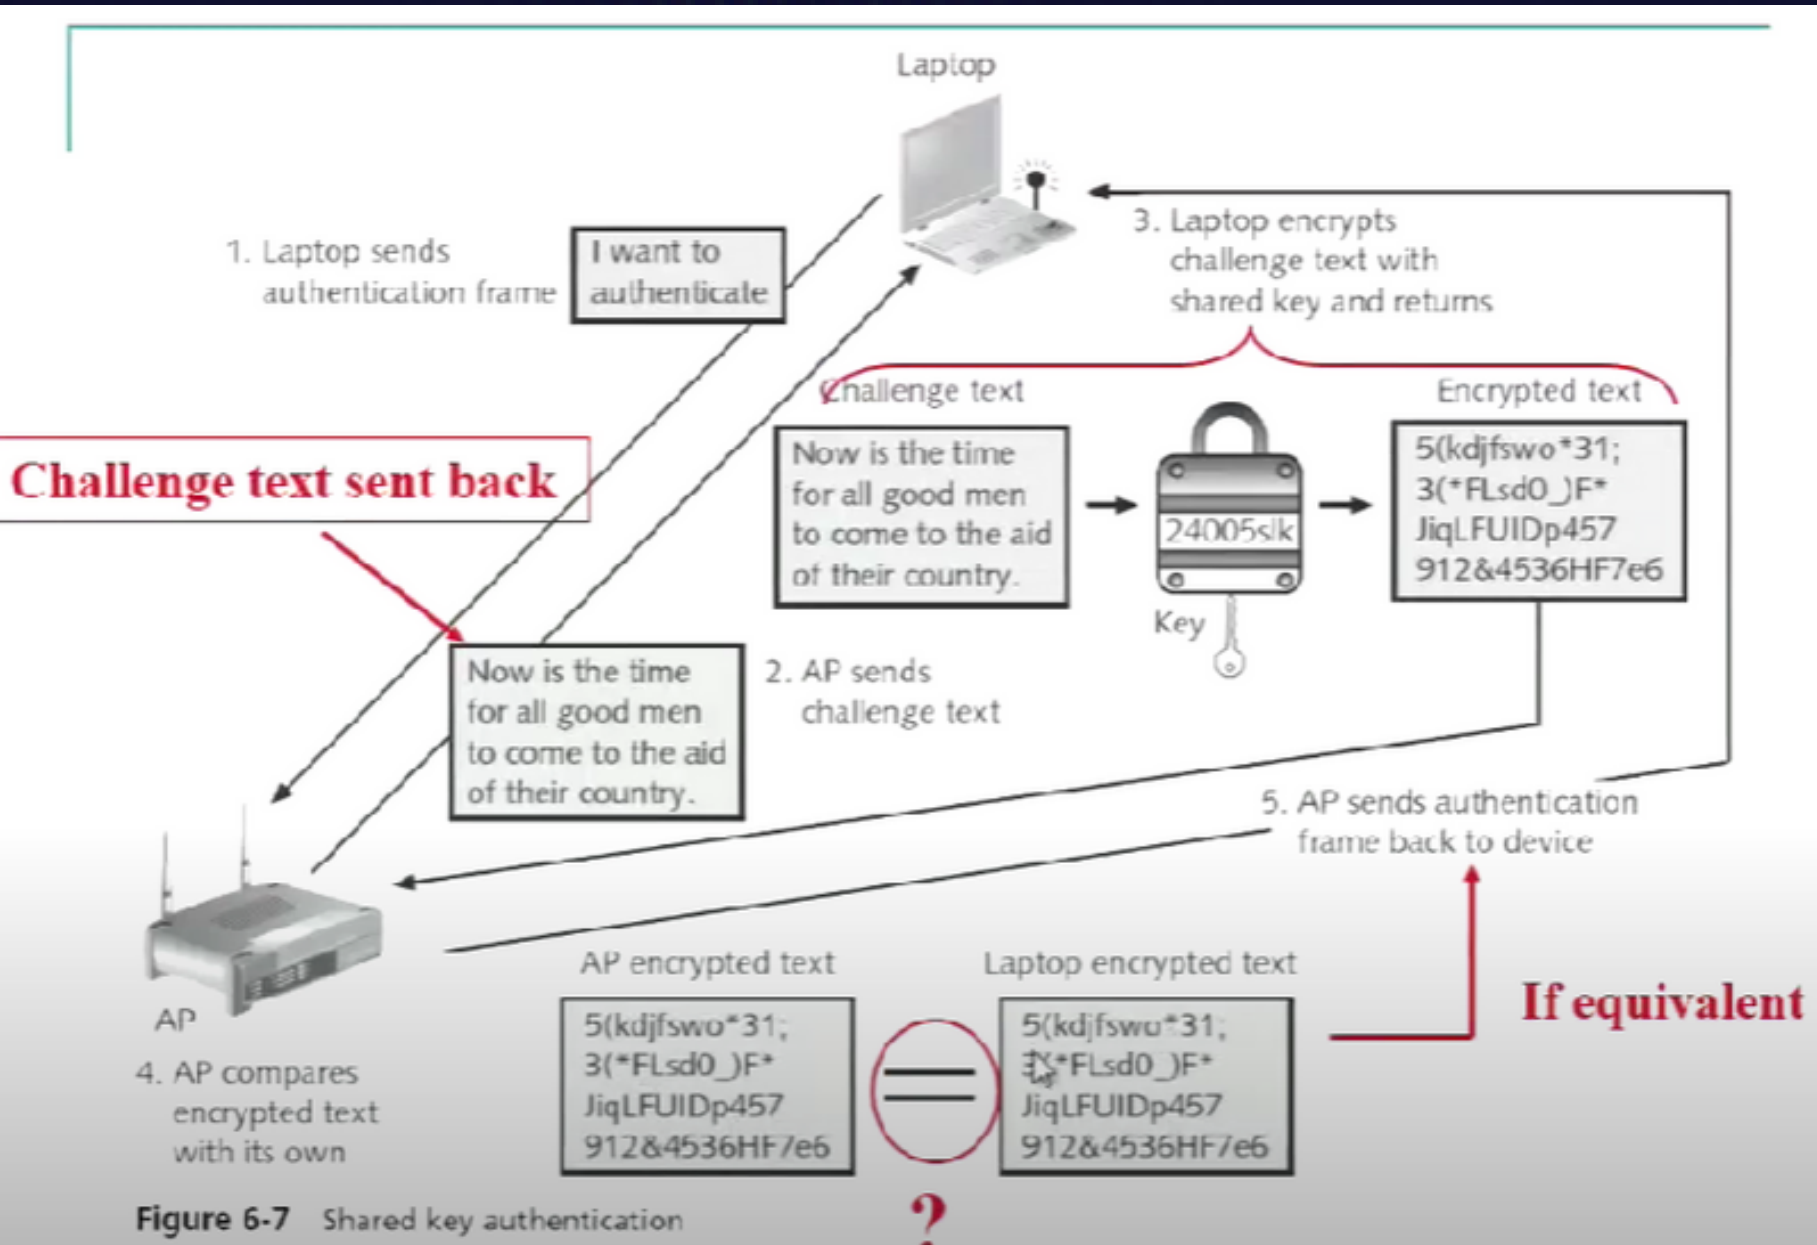 Laptop
1. Laptop sends
authentication frame
I want to
authenticate
3. Laptop encrypts
challenge text with
shared key and returns
Challenge text
Encrypted text
Now is the time
for all good men
to come to the aid
of their country.
24005slk
Key
5(kdjfswo*31;
3(*FLsd0_)F*
JiqLFUIDp457
912&4536HF7e6
Challenge text sent back
Now is the time
for all good men
to come to the aid
of their country.
2. AP sends
challenge text
5. AP sends authentication
frame back to device
If equivalent
AP
4. AP compares
encrypted text
with its own
AP encrypted text
5(kdjfswo*31;
3(*FLsd0_)F*
JiqLFUIDp457
912&4536HF7e6
=
Laptop encrypted text
5(kdjfswo*31;
3(*FLsd0_)F*
JiqLFUIDp457
912&4536HF7e6
?
Figure 6-7 Shared key authentication